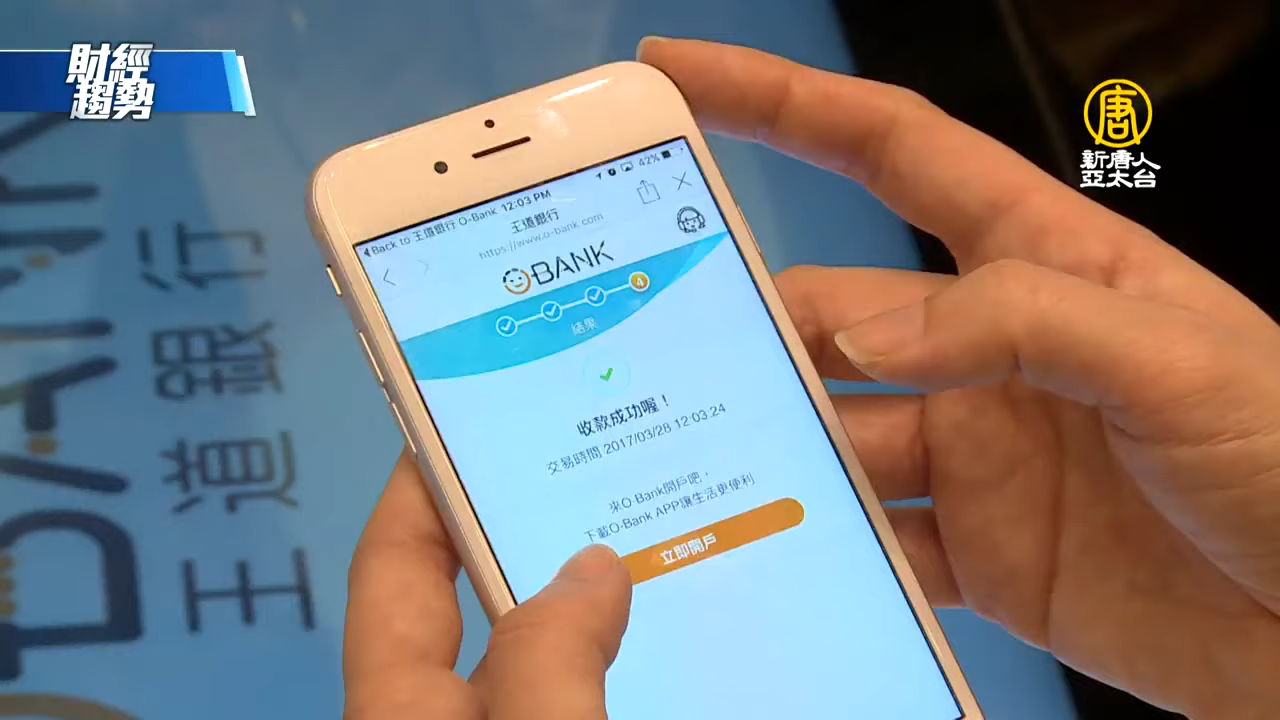 財經
趨勢
唐
新唐人
亞太台
Back to 王道銀行 O-Bank 12:03 PM
42%
王道銀行
https://www.o-bank.com
O-BANK
4
結果
收款成功喔！
交易時間 2017/03/28 12:03:24
來O-Bank開戶吧，
下載O-Bank APP讓生活更便利
立即開戶
王道銀行